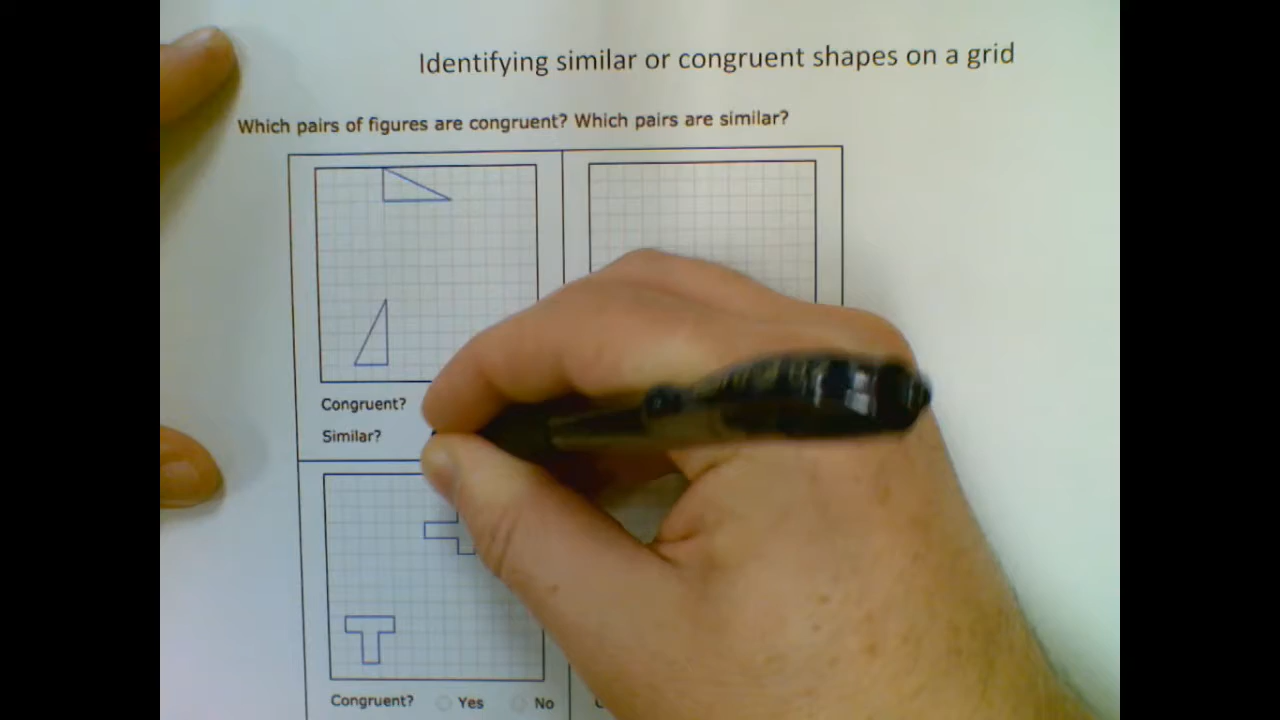 Identifying similar or congruent shapes on a grid
Which pairs of figures are congruent? Which pairs are similar?
Congruent?
Similar?
Congruent? Yes No